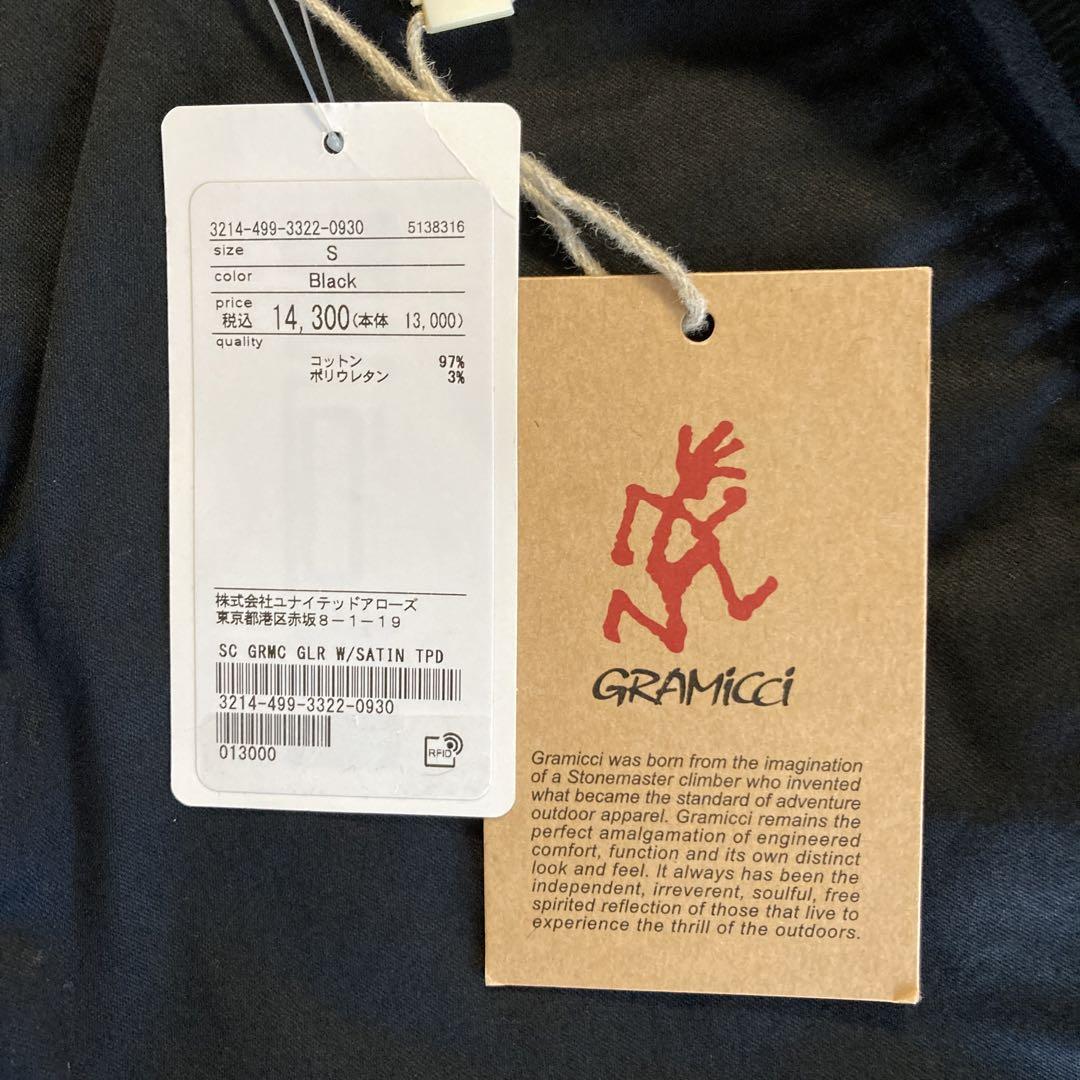 3214-499-3322-0930 5138316
size S
color Black
price
税込 14,300(本体 13,000)
quality
コットン 97%
ポリウレタン 3%
株式会社ユナイテッドアローズ
東京都港区赤坂8-1-19
SC GRMC GLR W/SATIN TPD
3214-499-3322-0930
013000
RFID
GRAMiCCi
Gramicci was born from the imagination
of a Stonemaster climber who invented
what became the standard of adventure
outdoor apparel. Gramicci remains the
perfect amalgamation of engineered
comfort, function and its own distinct
look and feel. It always has been the
independent, irreverent, soulful, free
spirited reflection of those that live to
experience the thrill of the outdoors.